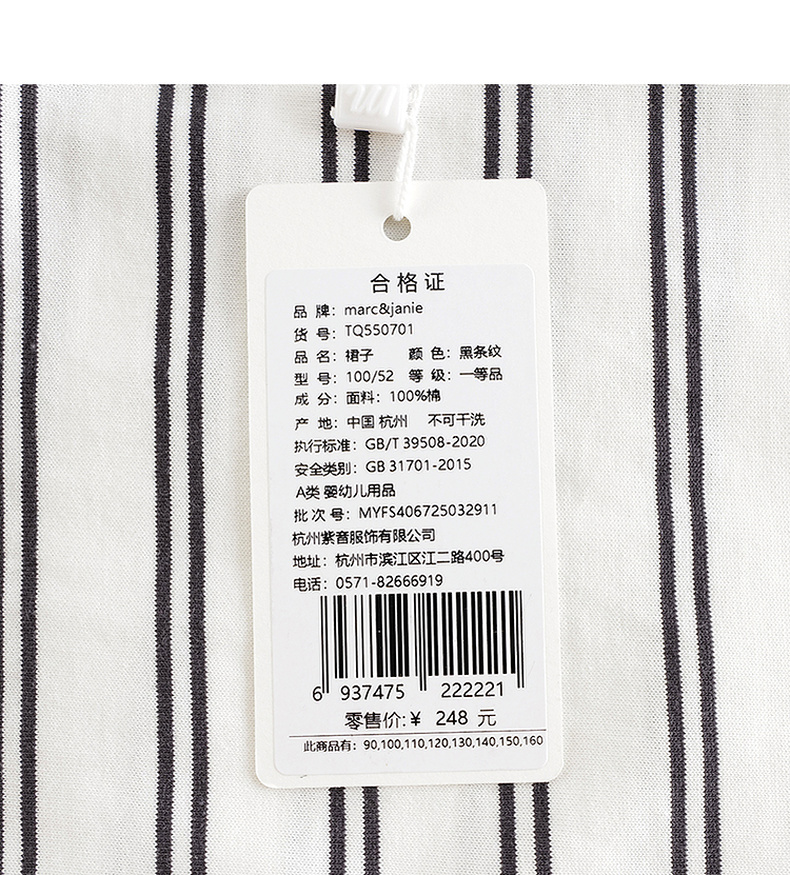 合格证
品 牌：marc&janie
货 号：TQ550701
品 名：裙子 颜 色：黑条纹
型 号：100/52 等 级：一等品
成 分：面料：100%棉
产 地：中国 杭州 不可干洗
执行标准：GB/T 39508-2020
安全类别：GB 31701-2015
A类 婴幼儿用品
批 次 号：MYFS406725032911
杭州紫音服饰有限公司
地址：杭州市滨江区江二路400号
电话：0571-82666919
6 937475 222221
零售价:¥ 248 元
此商品有：90,100,110,120,130,140,150,160